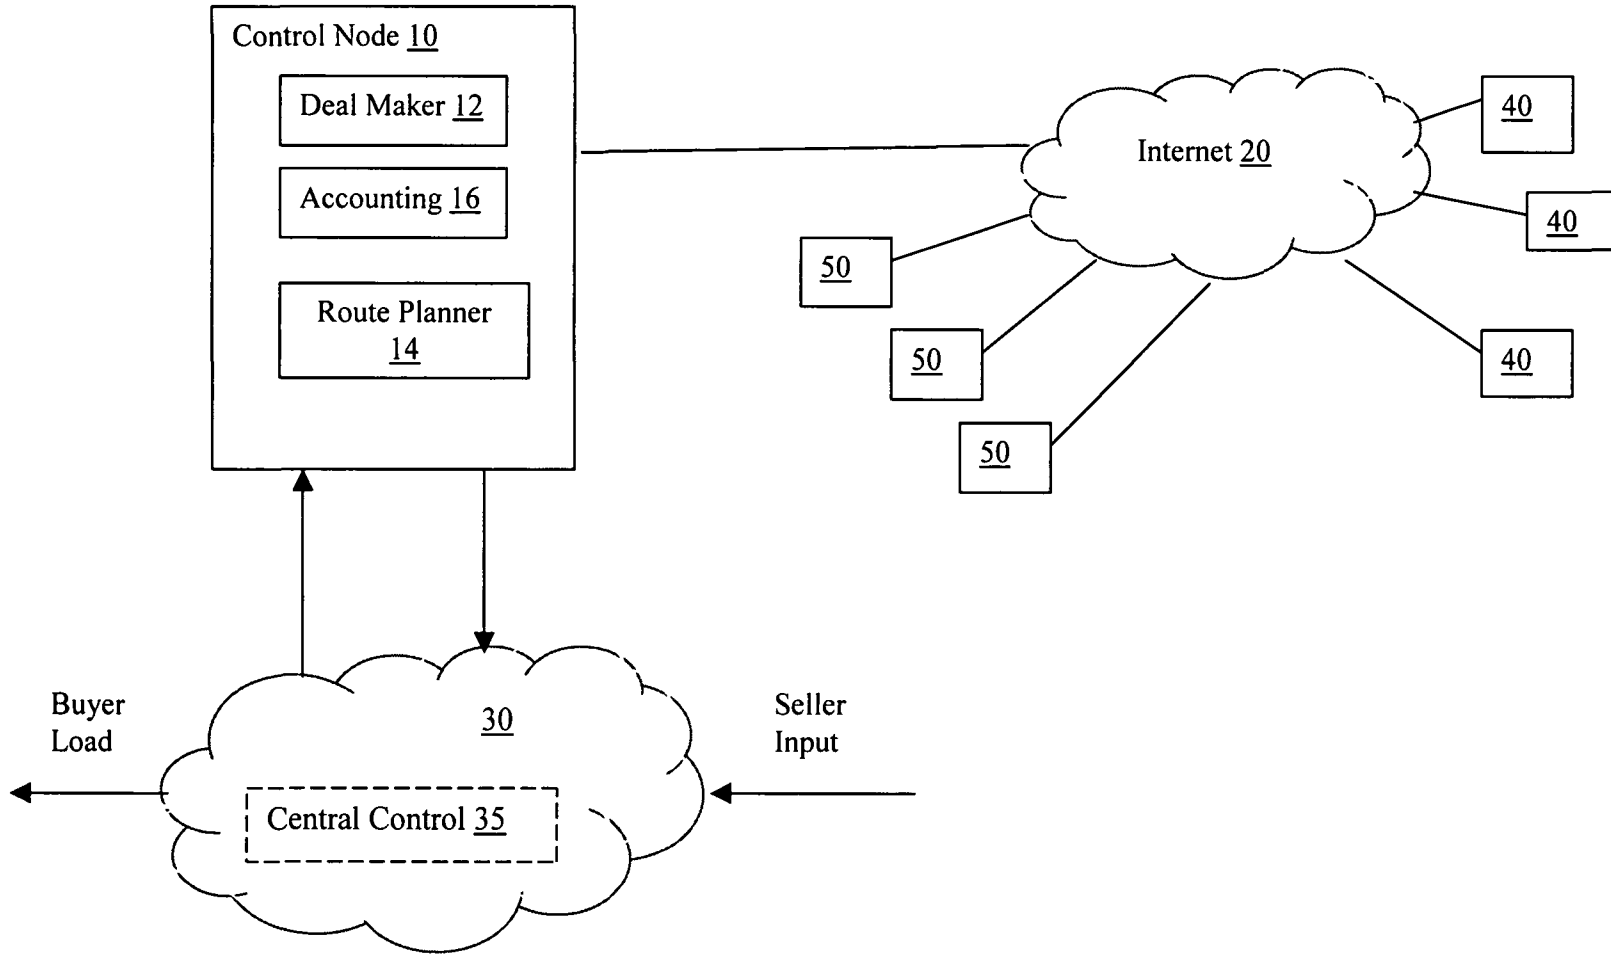 Control Node 10
Deal Maker 12
Accounting 16
Route Planner
14
Internet 20
40
40
40
50
50
50
Buyer
Load
30
Central Control 35
Seller
Input